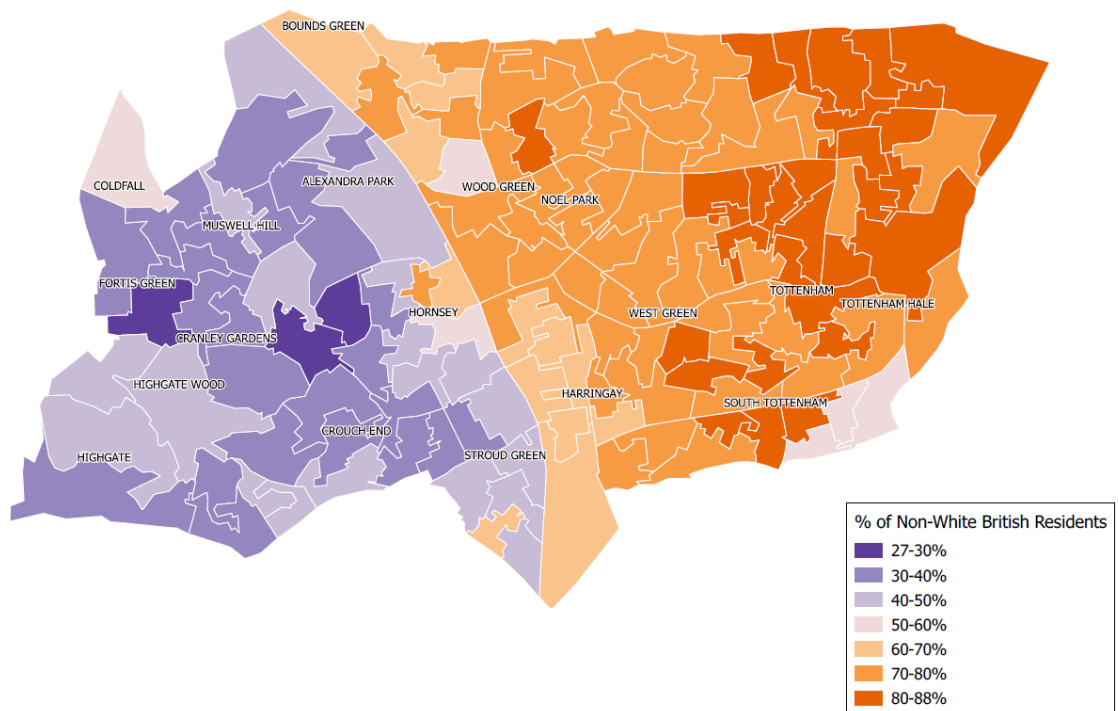 BOUNDS GREEN
COLDFALL
ALEXANDRA PARK
WOOD GREEN
NOEL PARK
MUSWELL HILL
FORTIS GREEN
TOTTENHAM
TOTTENHAM HALE
HORNSEY
WEST GREEN
CRANLEY GARDENS
HIGHGATE WOOD
HARRINGAY
SOUTH TOTTENHAM
CROUCH END
HIGHGATE
STROUD GREEN
% of Non-White British Residents
27-30%
30-40%
40-50%
50-60%
60-70%
70-80%
80-88%